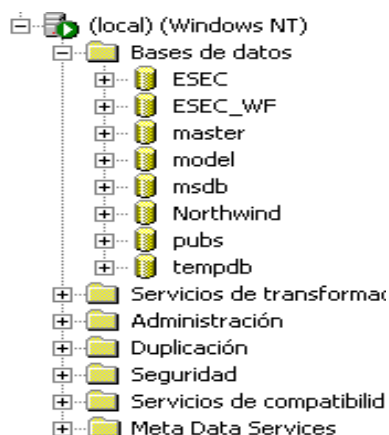 (local) (Windows NT)
Bases de datos
ESEC
ESEC_WF
master
model
msdb
Northwind
pubs
tempdb
Servicios de transformac
Administración
Duplicación
Seguridad
Servicios de compatibilid
Meta Data Services